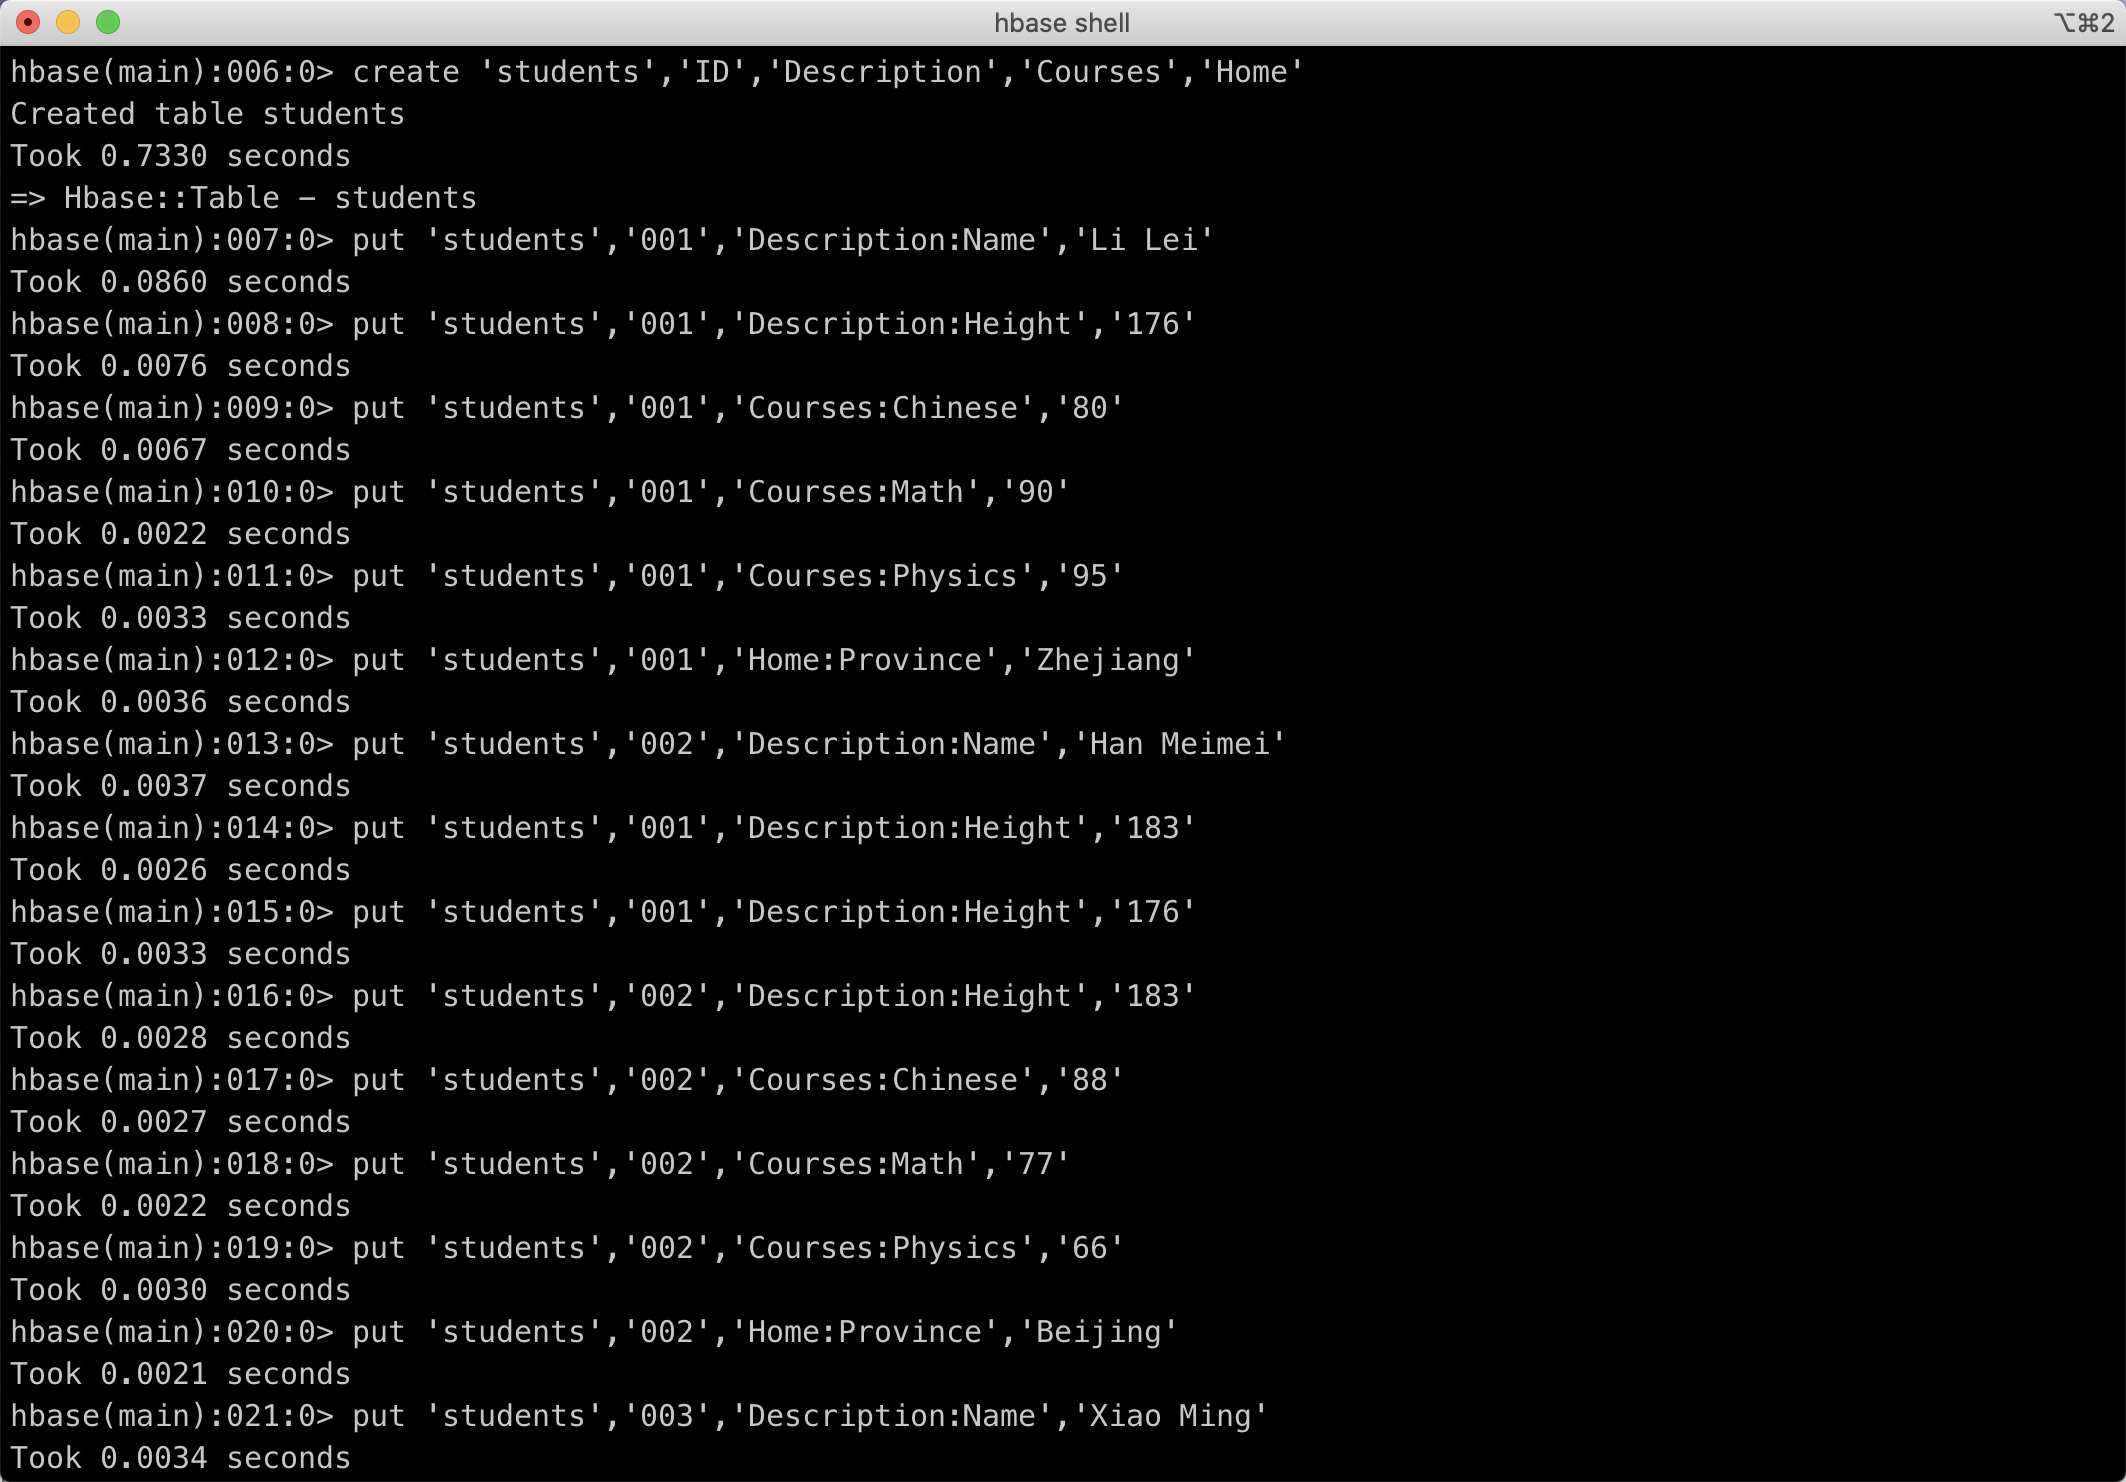 hbase shell
⌥⌘2
hbase(main):006:0> create 'students','ID','Description','Courses','Home'
Created table students
Took 0.7330 seconds
=> Hbase::Table - students
hbase(main):007:0> put 'students','001','Description:Name','Li Lei'
Took 0.0860 seconds
hbase(main):008:0> put 'students','001','Description:Height','176'
Took 0.0076 seconds
hbase(main):009:0> put 'students','001','Courses:Chinese','80'
Took 0.0067 seconds
hbase(main):010:0> put 'students','001','Courses:Math','90'
Took 0.0022 seconds
hbase(main):011:0> put 'students','001','Courses:Physics','95'
Took 0.0033 seconds
hbase(main):012:0> put 'students','001','Home:Province','Zhejiang'
Took 0.0036 seconds
hbase(main):013:0> put 'students','002','Description:Name','Han Meimei'
Took 0.0037 seconds
hbase(main):014:0> put 'students','001','Description:Height','183'
Took 0.0026 seconds
hbase(main):015:0> put 'students','001','Description:Height','176'
Took 0.0033 seconds
hbase(main):016:0> put 'students','002','Description:Height','183'
Took 0.0028 seconds
hbase(main):017:0> put 'students','002','Courses:Chinese','88'
Took 0.0027 seconds
hbase(main):018:0> put 'students','002','Courses:Math','77'
Took 0.0022 seconds
hbase(main):019:0> put 'students','002','Courses:Physics','66'
Took 0.0030 seconds
hbase(main):020:0> put 'students','002','Home:Province','Beijing'
Took 0.0021 seconds
hbase(main):021:0> put 'students','003','Description:Name','Xiao Ming'
Took 0.0034 seconds